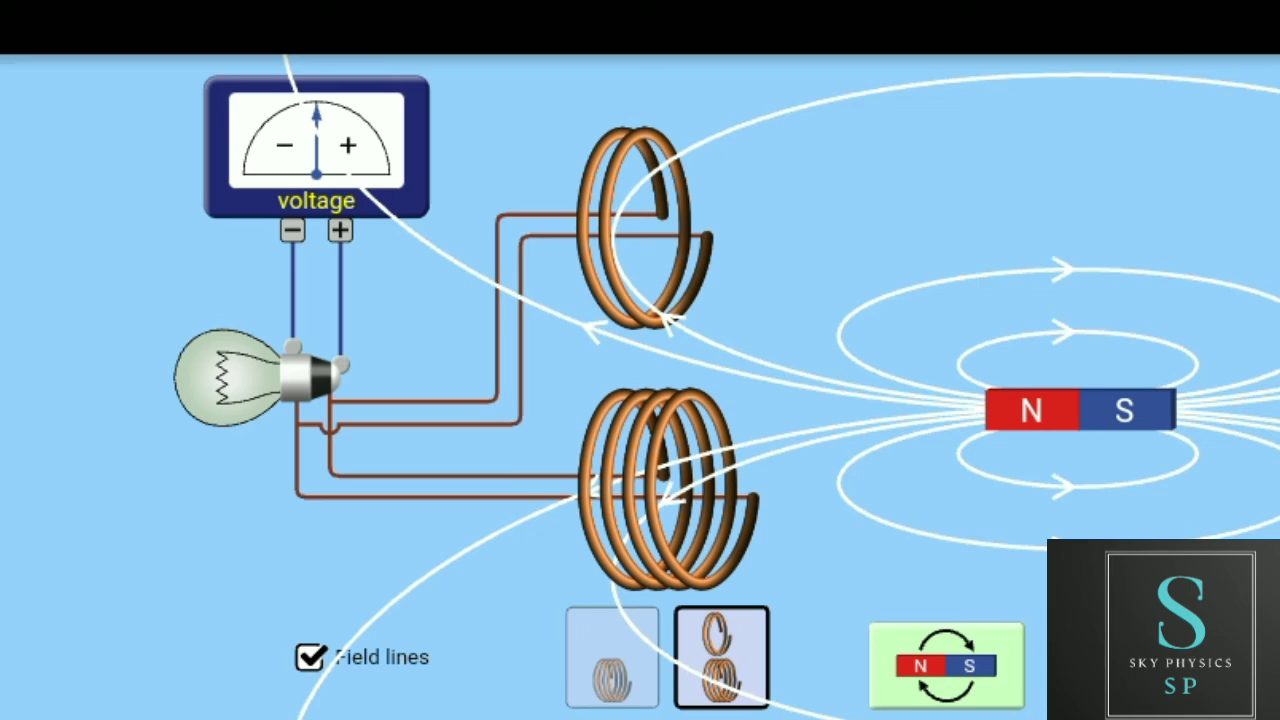 − +
voltage
− +
N S
Field lines
N S
S
SKY PHYSICS
SP